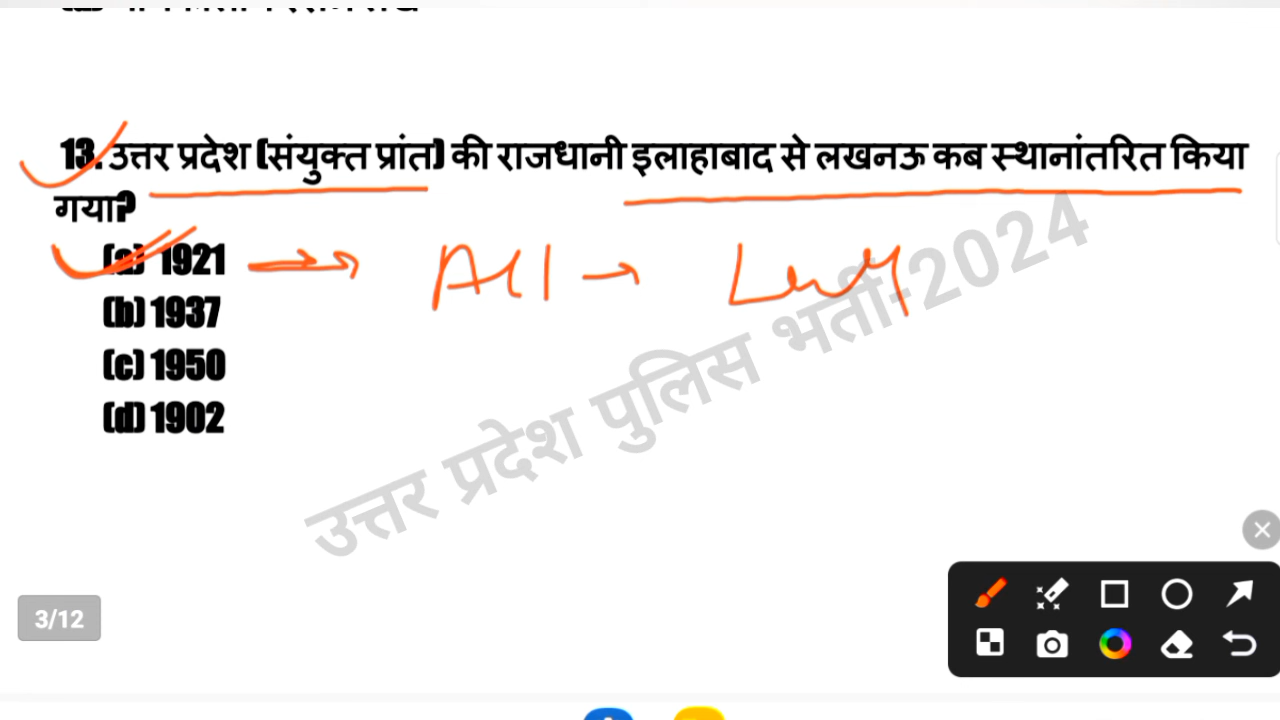 13. उत्तर प्रदेश (संयुक्त प्रांत) की राजधानी इलाहाबाद से लखनऊ कब स्थानांतरित किया
गया?
(a) 1921
All → 
(b) 1937
(c) 1950
(d) 1902
उत्तर प्रदेश पुलिस भर्ती-2024
3/12